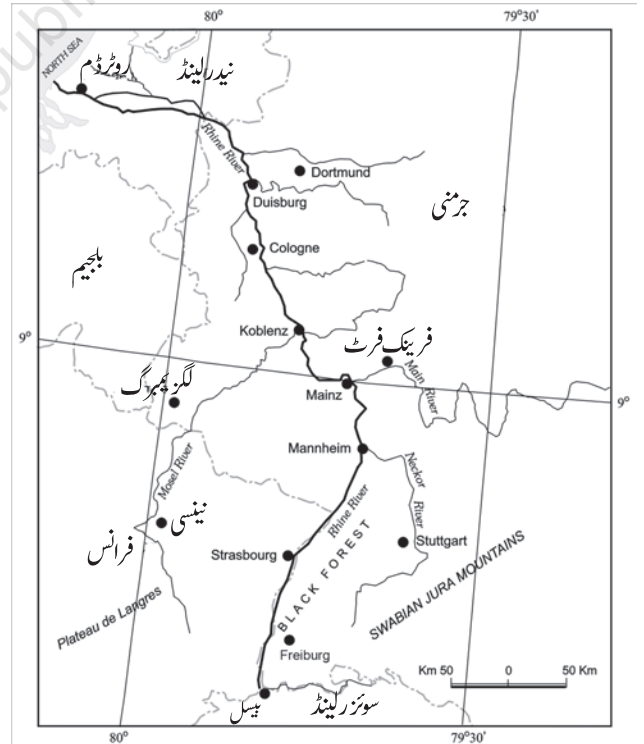 80°
79°30'
NORTH SEA
روٹرڈم
نیدرلینڈ
Rhine River
Dortmund
Duisburg
جرمنی
Cologne
بلجیم
Koblenz
فرینک فرٹ
9°
Main River
9°
لگزیمبرگ
Mainz
Mannheim
Mosel River
Neckor River
Rhine River
نینسی
فرانس
Strasbourg
Stuttgart
BLACK FOREST
SWABIAN JURA MOUNTAINS
Plateau de Langres
Freiburg
Km 50 0 50 Km
بیسل
سوئزرلینڈ
80°
79°30'